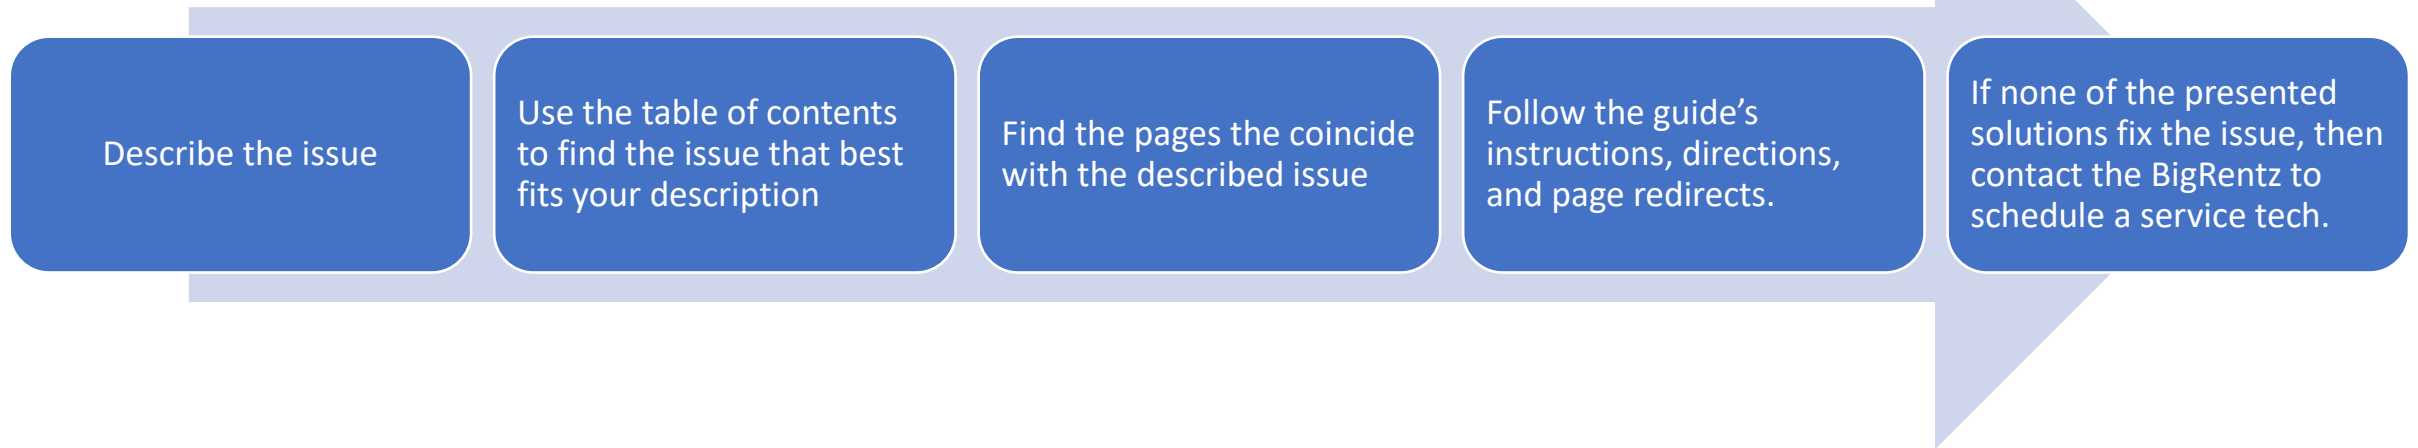 Describe the issue
Use the table of contents
to find the issue that best
fits your description
Find the pages the coincide
with the described issue
Follow the guide’s
instructions, directions,
and page redirects.
If none of the presented
solutions fix the issue, then
contact the BigRentz to
schedule a service tech.